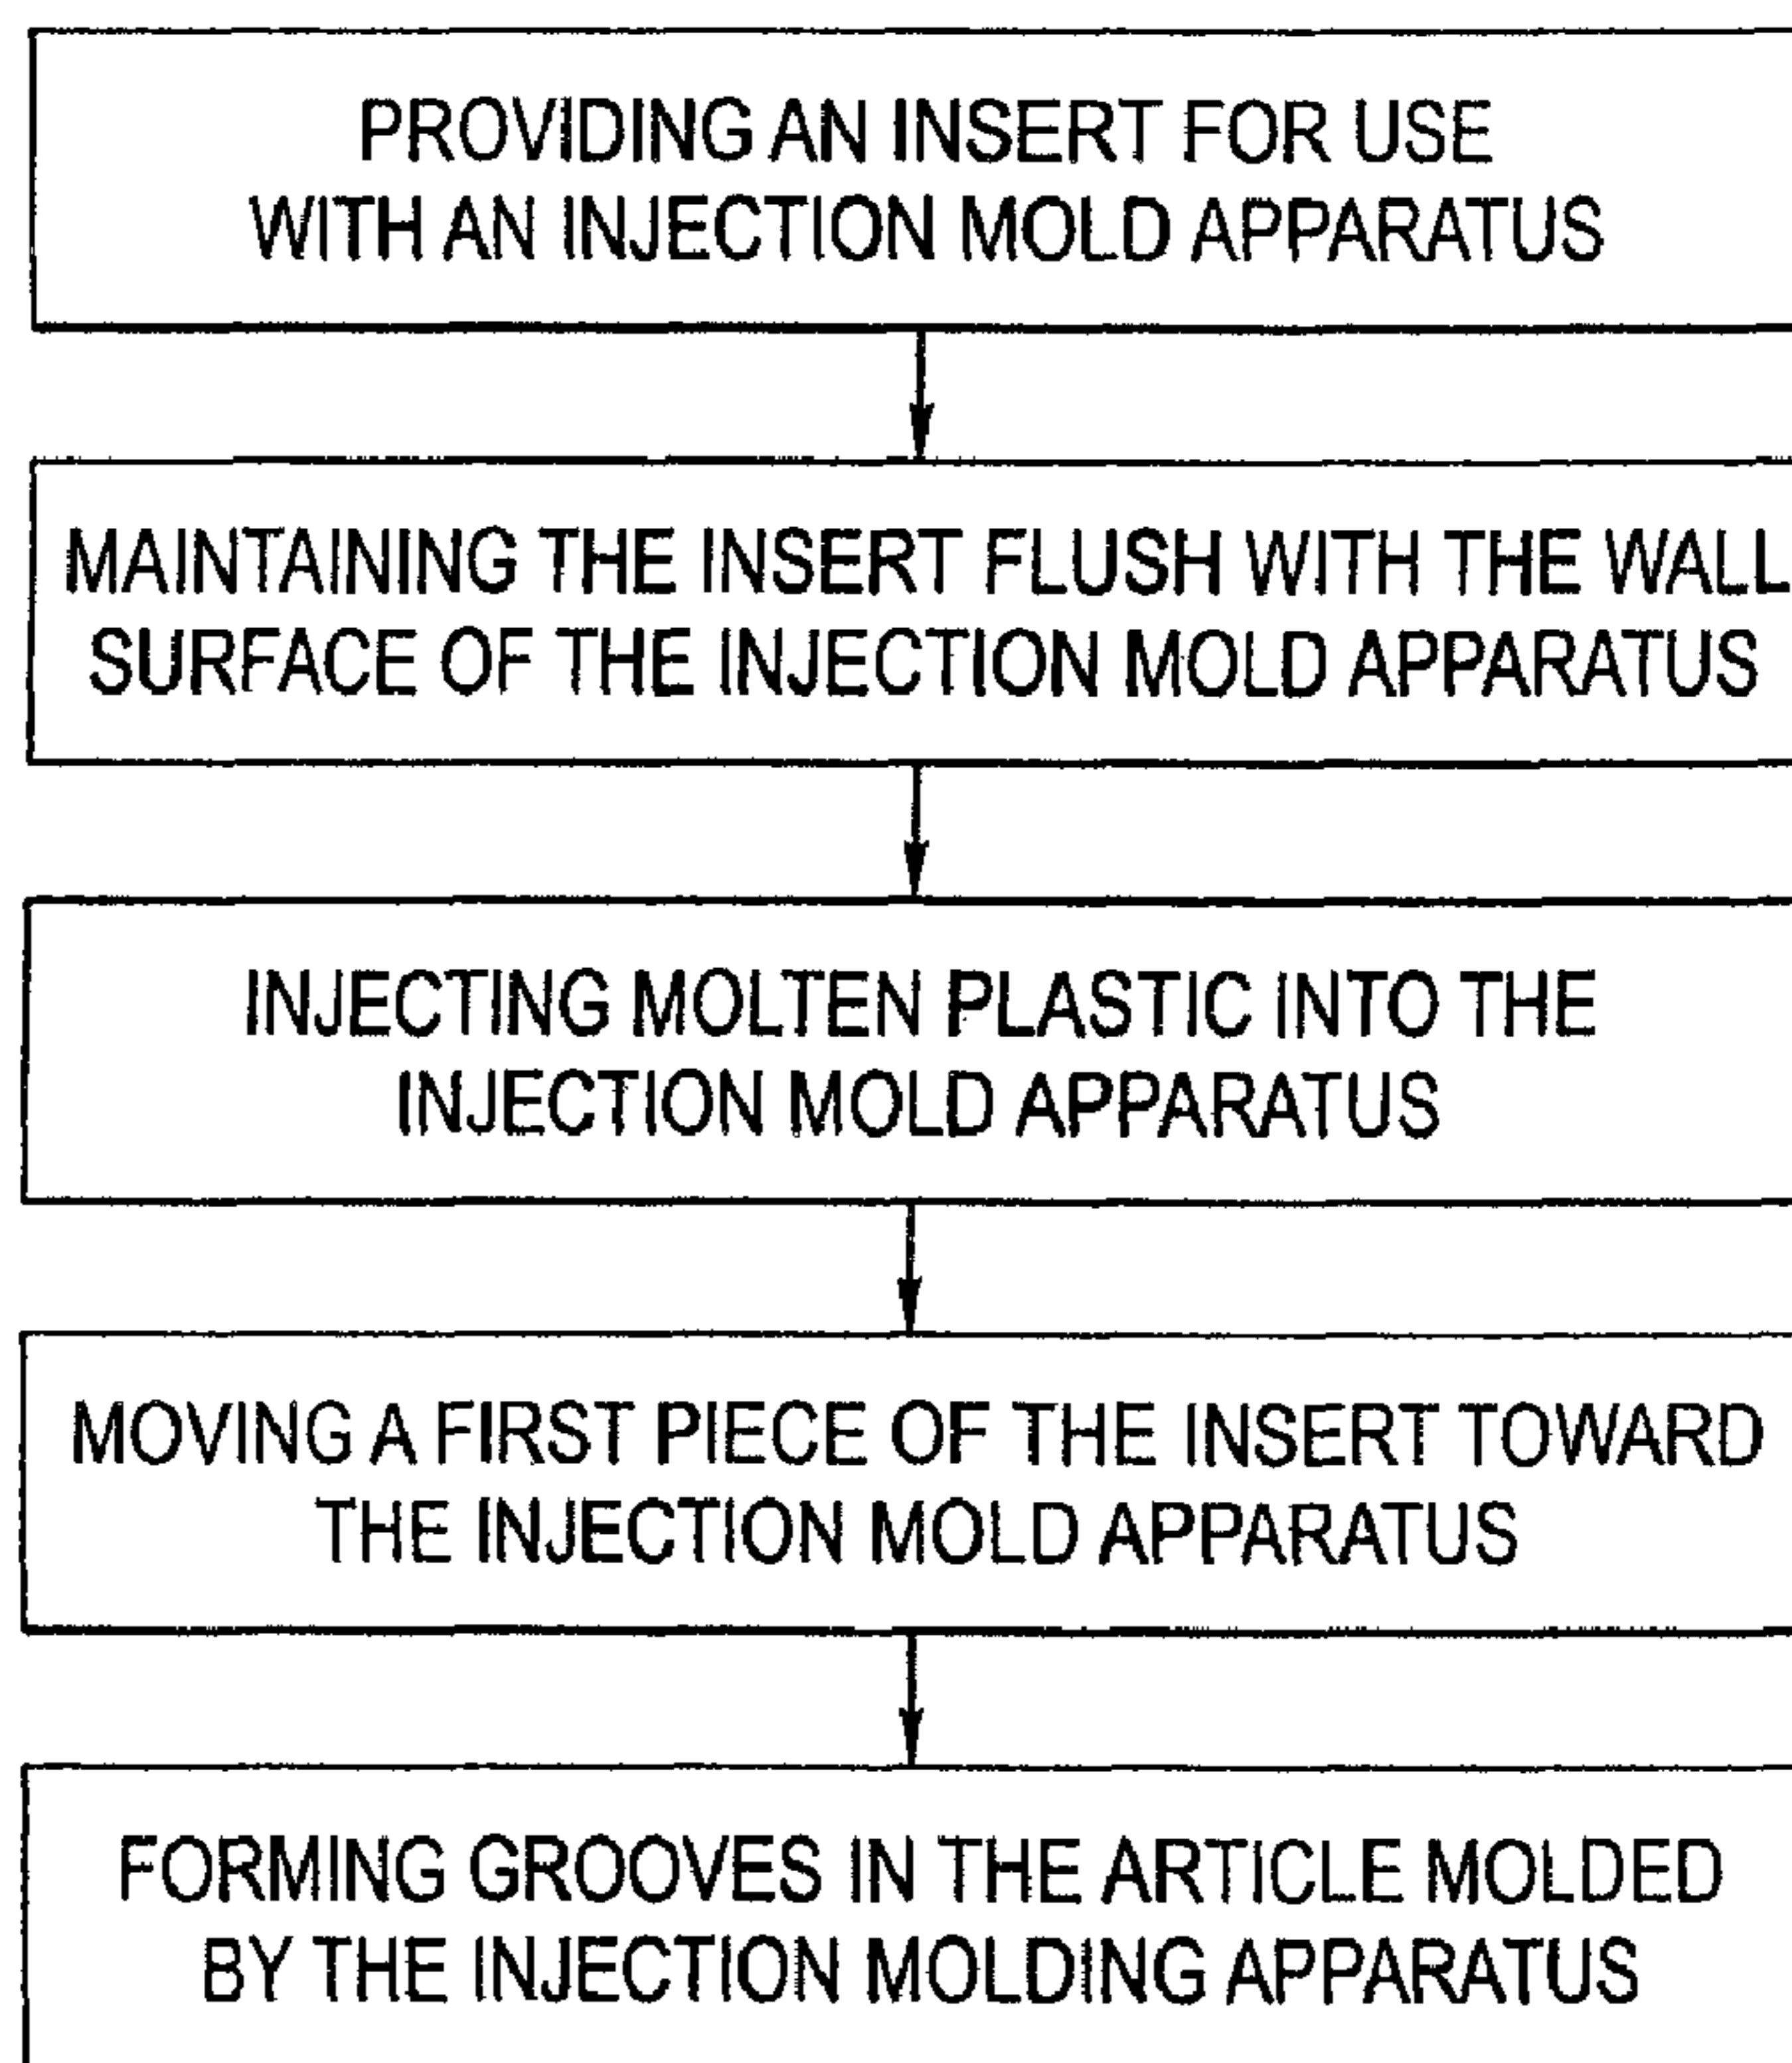 PROVIDING AN INSERT FOR USE
WITH AN INJECTION MOLD APPARATUS
MAINTAINING THE INSERT FLUSH WITH THE WALL
SURFACE OF THE INJECTION MOLD APPARATUS
INJECTING MOLTEN PLASTIC INTO THE
INJECTION MOLD APPARATUS
MOVING A FIRST PIECE OF THE INSERT TOWARD
THE INJECTION MOLD APPARATUS
FORMING GROOVES IN THE ARTICLE MOLDED
BY THE INJECTION MOLDING APPARATUS